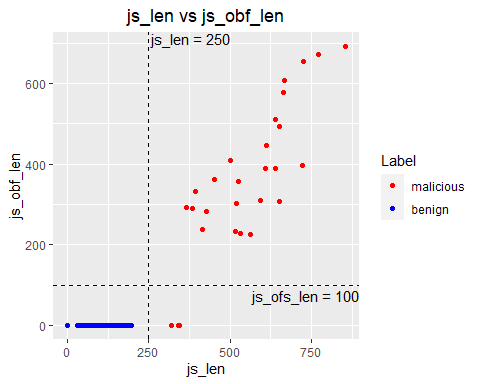 js_len vs js_obf_len
js_len = 250
600
400
200
0
js_obf_len
js_ofs_len = 100
0
250
500
750
js_len
Label
malicious
benign